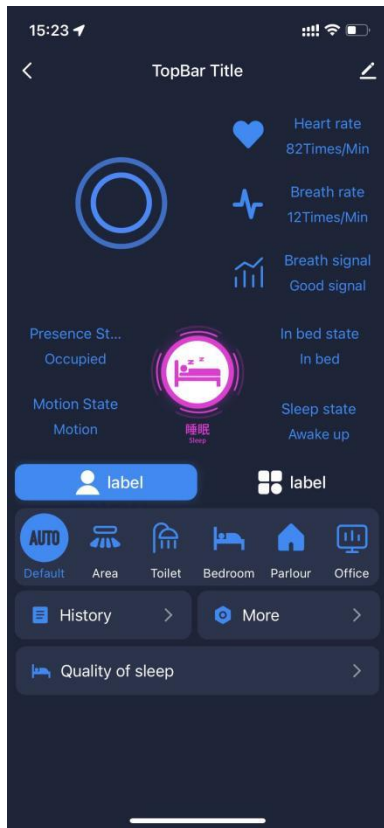 15:23
TopBar Title
Heart rate
82Times/Min
Breath rate
12Times/Min
Breath signal
Good signal
Presence St...
Occupied
In bed state
In bed
Motion State
Motion
睡眠
Sleep
Sleep state
Awake up
label
label
AUTO
Default
Area
Toilet
Bedroom
Parlour
Office
History
More
Quality of sleep